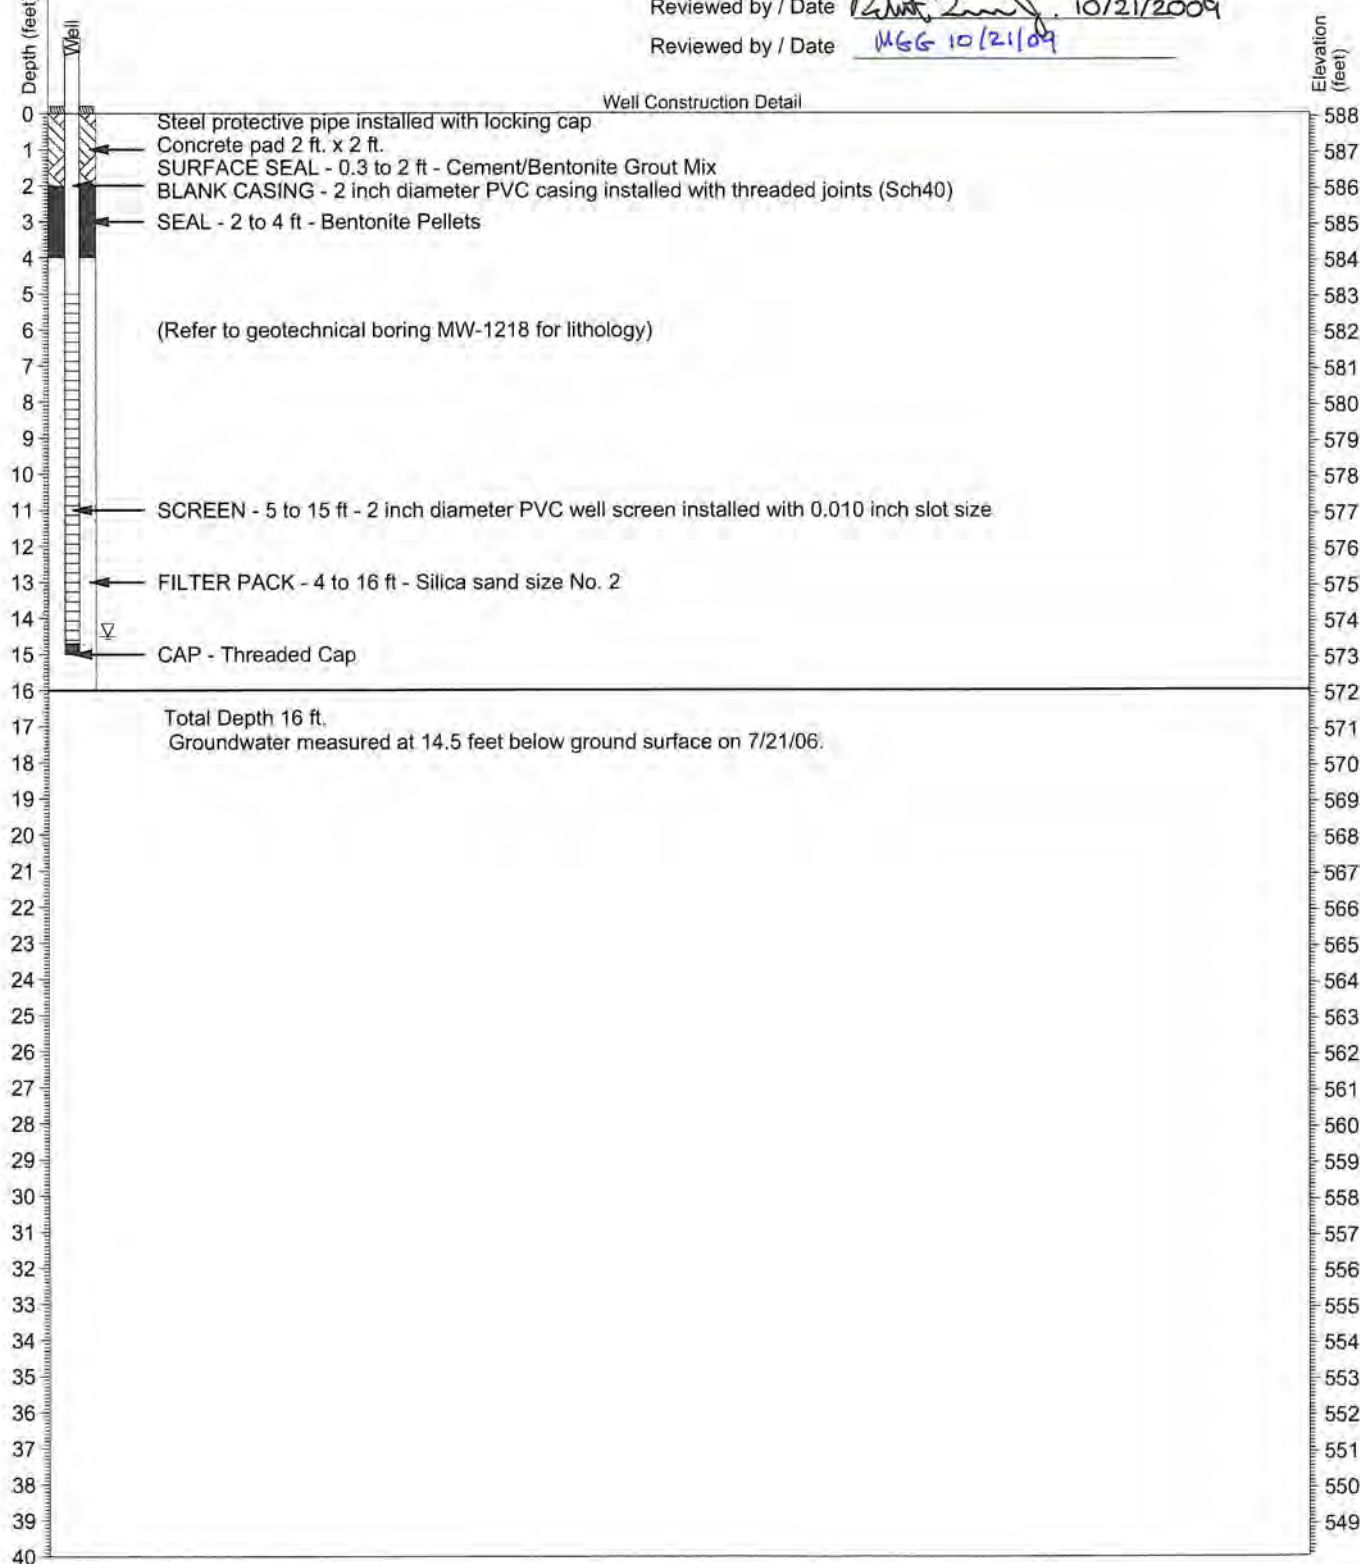 Reviewed by / Date 10/21/2009
Reviewed by / Date MGG 10/21/09
Depth (feet)
Well
Elevation
(feet)
Well Construction Detail
0 588
Steel protective pipe installed with locking cap
1 Concrete pad 2 ft. x 2 ft. 587
SURFACE SEAL - 0.3 to 2 ft - Cement/Bentonite Grout Mix
2 BLANK CASING - 2 inch diameter PVC casing installed with threaded joints (Sch40) 586
3 SEAL - 2 to 4 ft - Bentonite Pellets 585
4 584
5 583
6 (Refer to geotechnical boring MW-1218 for lithology) 582
7 581
8 580
9 579
10 578
11 SCREEN - 5 to 15 ft - 2 inch diameter PVC well screen installed with 0.010 inch slot size 577
12 576
13 FILTER PACK - 4 to 16 ft - Silica sand size No. 2 575
14 574
15 CAP - Threaded Cap 573
16 572
Total Depth 16 ft.
17 571
Groundwater measured at 14.5 feet below ground surface on 7/21/06.
18 570
19 569
20 568
21 567
22 566
23 565
24 564
25 563
26 562
27 561
28 560
29 559
30 558
31 557
32 556
33 555
34 554
35 553
36 552
37 551
38 550
39 549
40